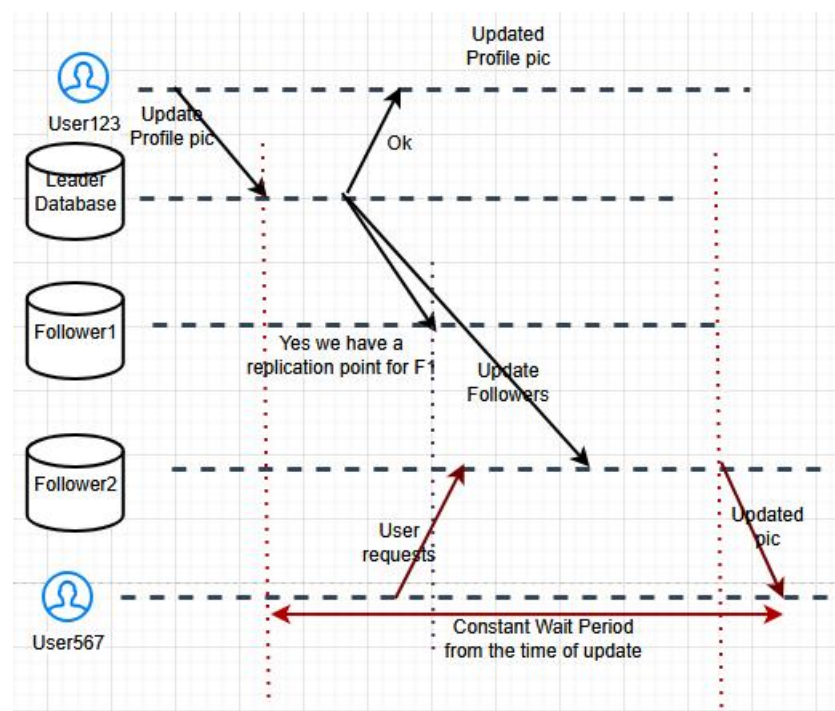 Updated
Profile pic
User123
Update
Profile pic
Ok
Leader
Database
Follower1
Yes we have a
replication point for F1
Update
Followers
Follower2
User
requests
Updated
pic
User567
Constant Wait Period
from the time of update